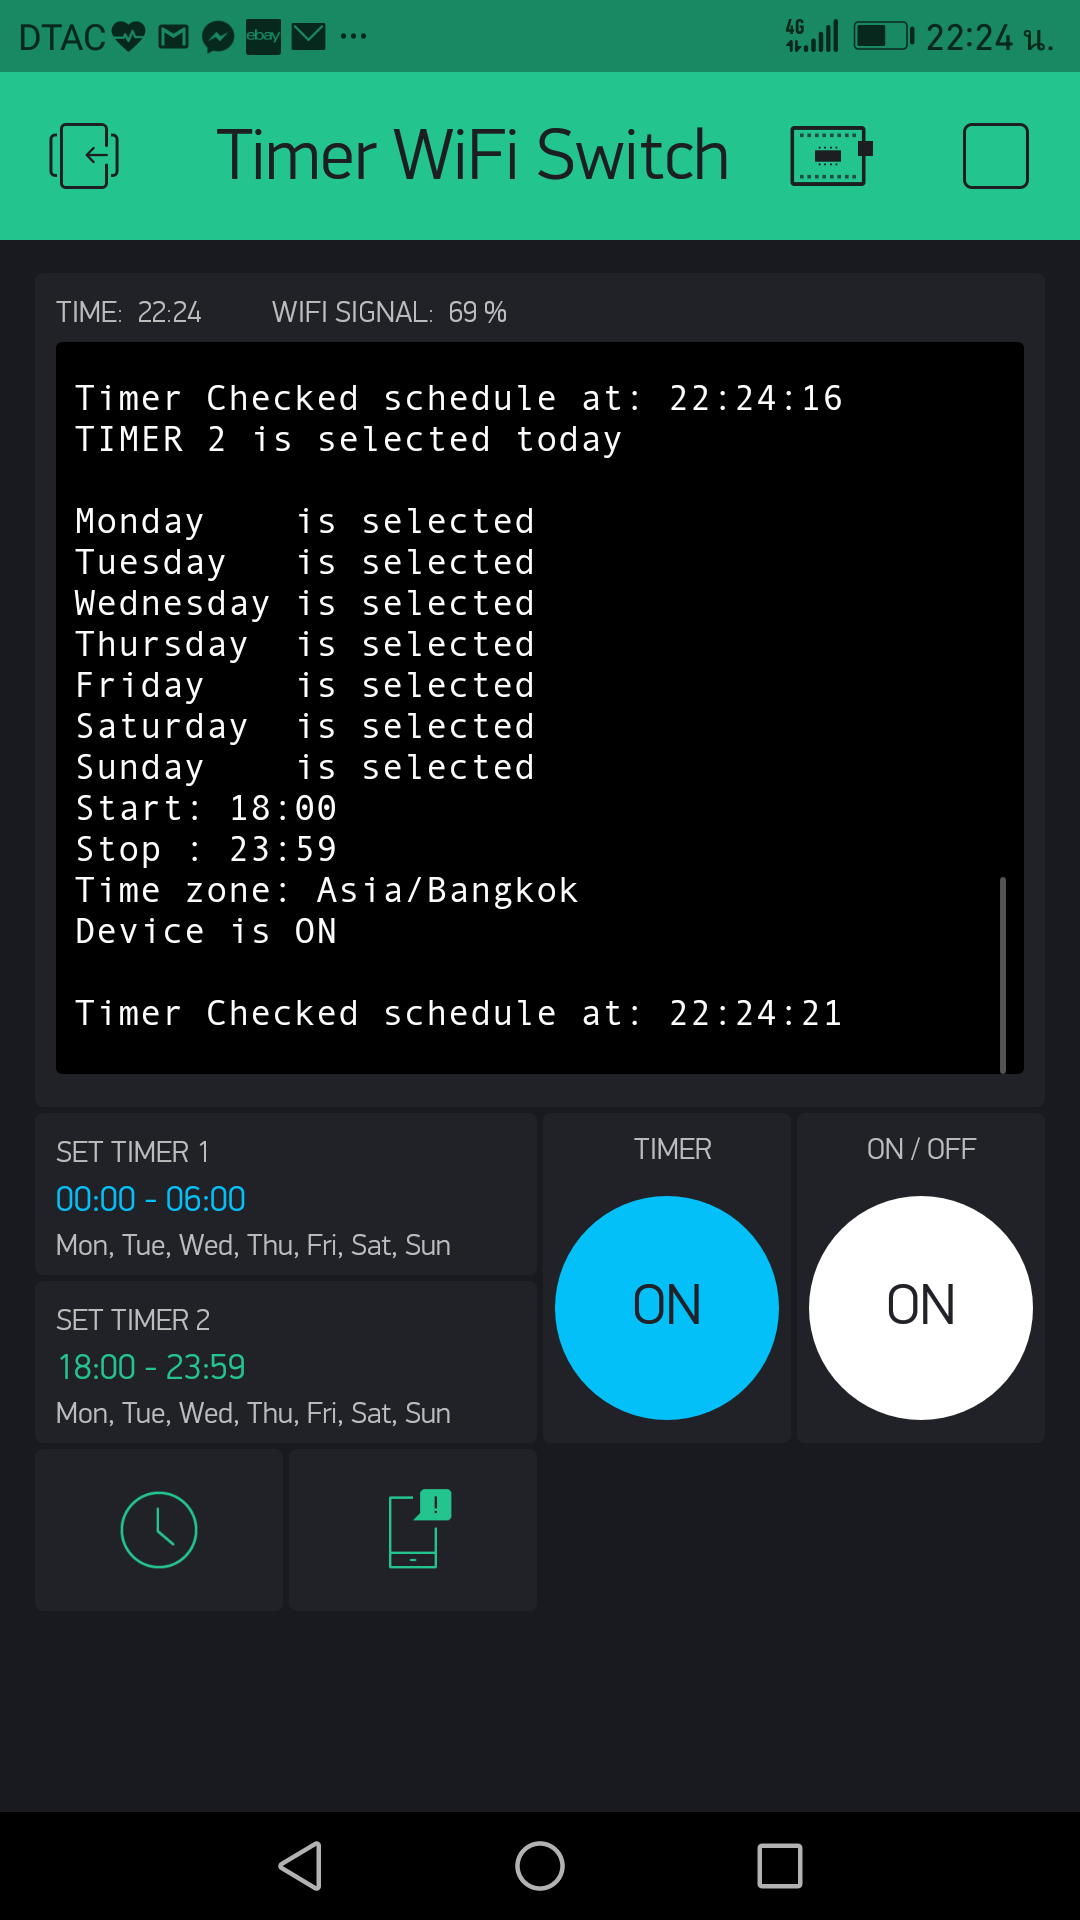 DTAC ebay 4G 22:24 น.
Timer WiFi Switch
TIME: 22:24 WIFI SIGNAL: 69 %
Timer Checked schedule at: 22:24:16
TIMER 2 is selected today
Monday is selected
Tuesday is selected
Wednesday is selected
Thursday is selected
Friday is selected
Saturday is selected
Sunday is selected
Start: 18:00
Stop : 23:59
Time zone: Asia/Bangkok
Device is ON
Timer Checked schedule at: 22:24:21
SET TIMER 1
00:00 - 06:00
Mon, Tue, Wed, Thu, Fri, Sat, Sun
SET TIMER 2
18:00 - 23:59
Mon, Tue, Wed, Thu, Fri, Sat, Sun
TIMER
ON
ON / OFF
ON